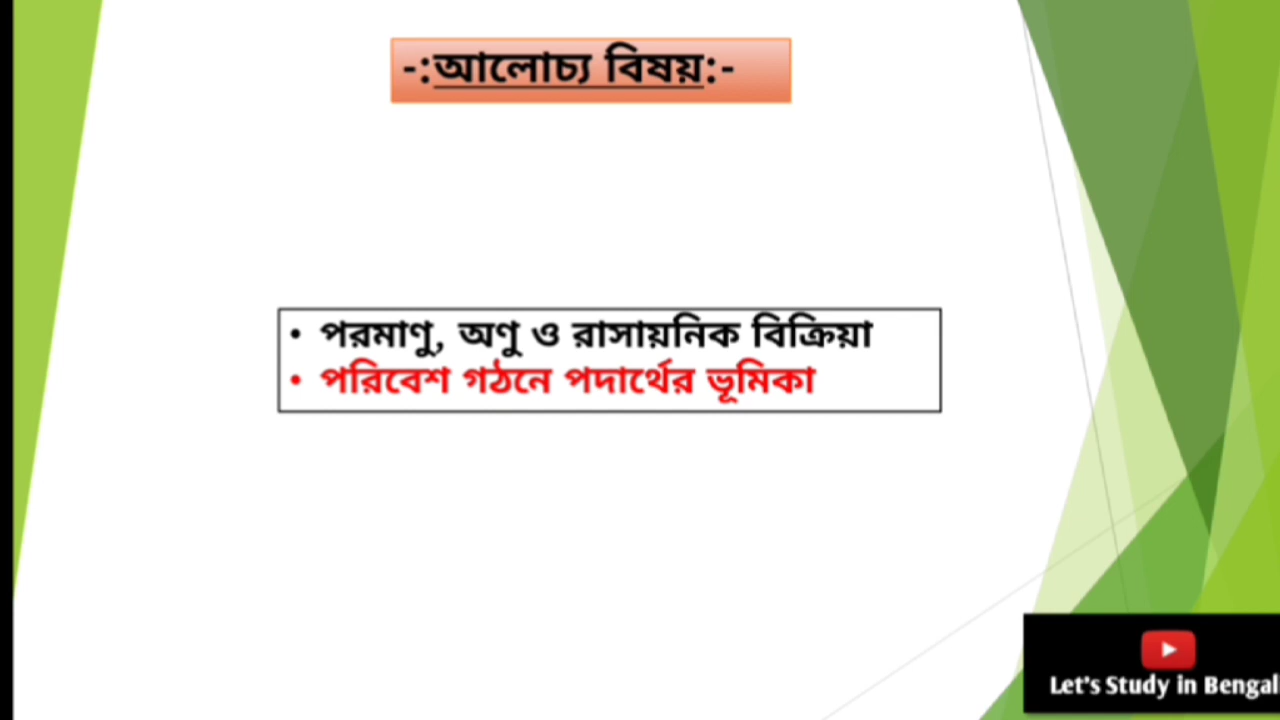 -:আলোচ্য বিষয়:-
• পরমাণু, অণু ও রাসায়নিক বিক্রিয়া
• পরিবেশ গঠনে পদার্থের ভূমিকা
Let's Study in Bengal